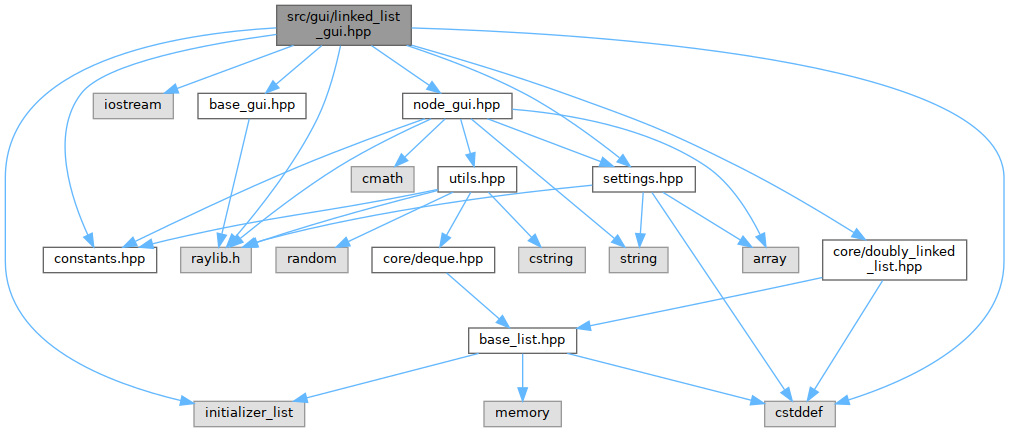 src/gui/linked_list
_gui.hpp
iostream
base_gui.hpp
node_gui.hpp
cmath
utils.hpp
settings.hpp
constants.hpp
raylib.h
random
core/deque.hpp
cstring
string
array
core/doubly_linked
_list.hpp
base_list.hpp
initializer_list
memory
cstddef